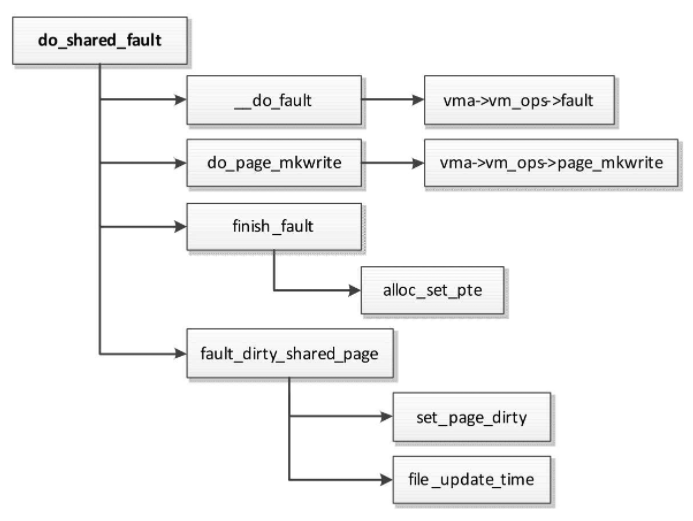 do_shared_fault
__do_fault
vma->vm_ops->fault
do_page_mkwrite
vma->vm_ops->page_mkwrite
finish_fault
alloc_set_pte
fault_dirty_shared_page
set_page_dirty
file_update_time